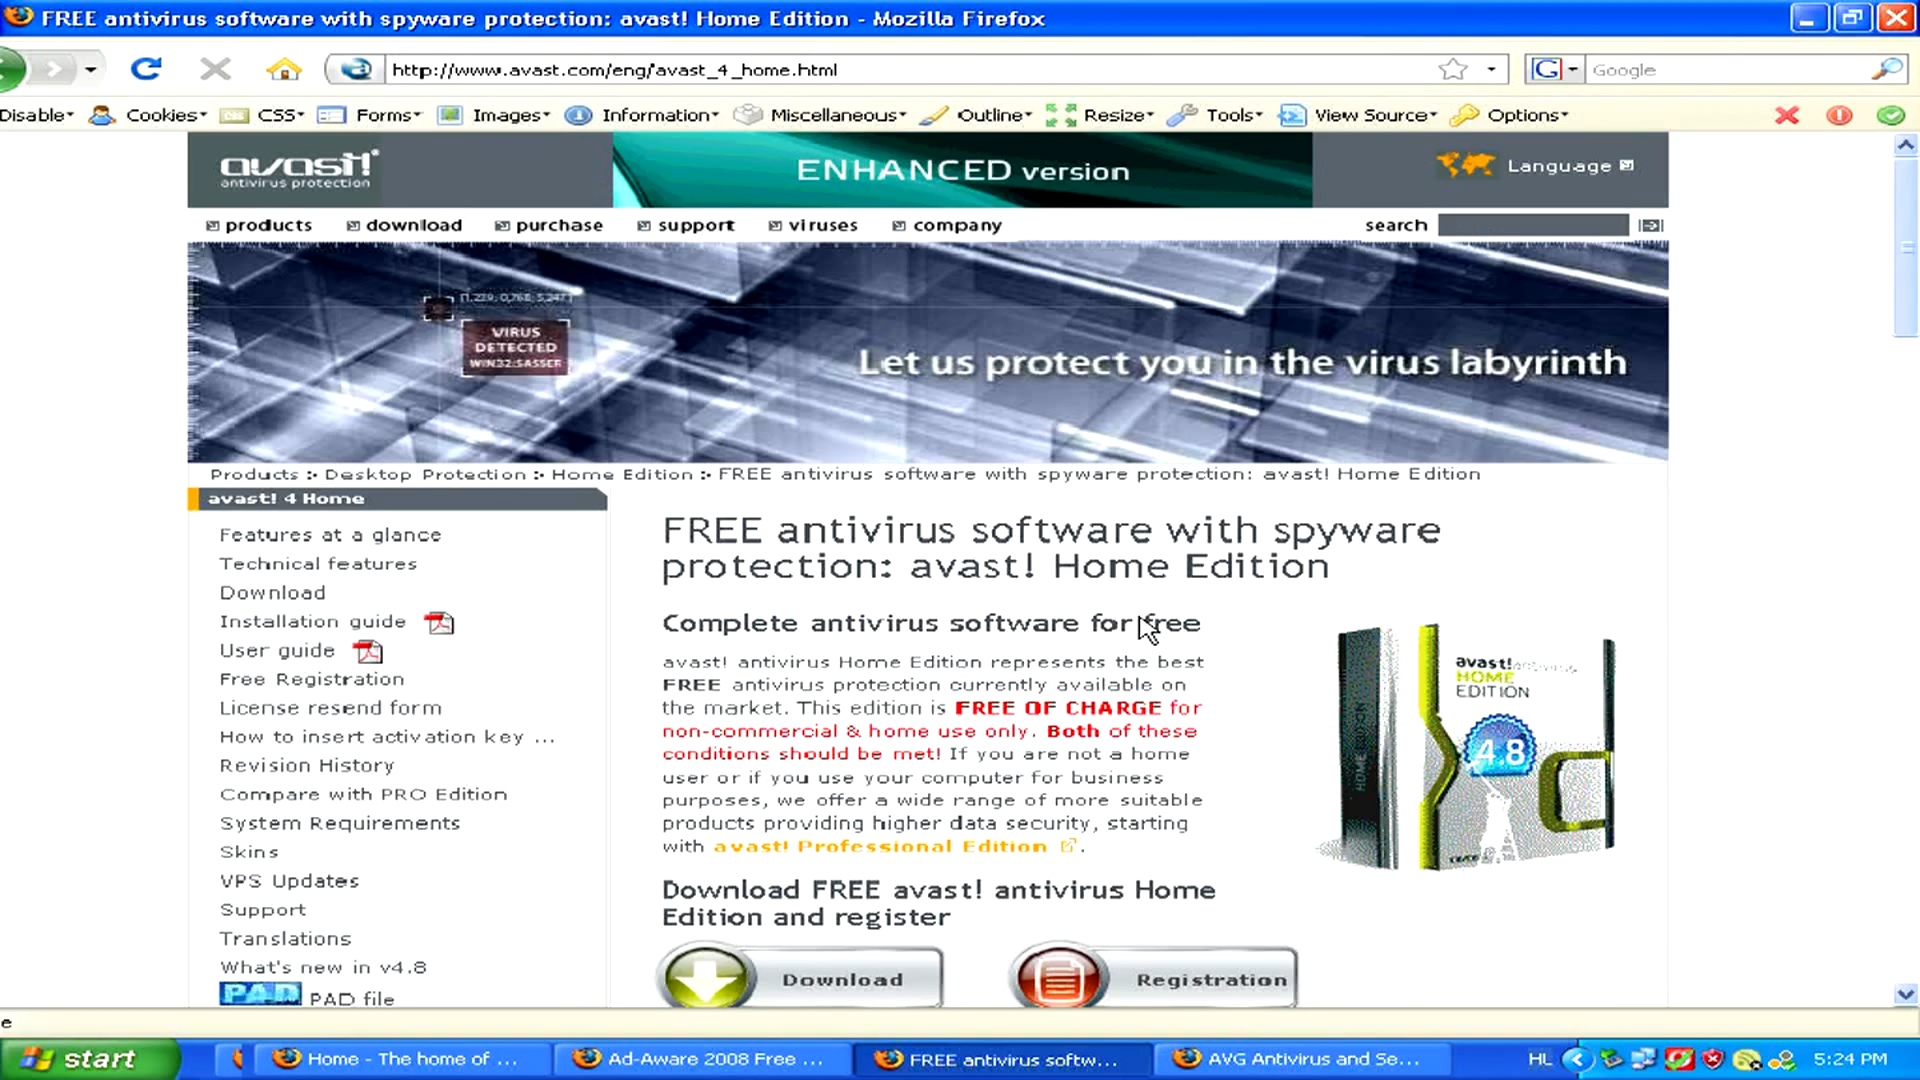 FREE antivirus software with spyware protection: avast! Home Edition - Mozilla Firefox
http://www.avast.com/eng/avast_4_home.html
Google
Disable Cookies CSS Forms Images Information Miscellaneous Outline Resize Tools View Source Options
avast!
antivirus protection
ENHANCED version
Language
products download purchase support viruses company search
VIRUS
DETECTED
WIN32:SASSER
Let us protect you in the virus labyrinth
Products :- Desktop Protection :- Home Edition :- FREE antivirus software with spyware protection: avast! Home Edition
avast! 4 Home
Features at a glance
Technical features
Download
Installation guide
User guide
Free Registration
License resend form
How to insert activation key ...
Revision History
Compare with PRO Edition
System Requirements
Skins
VPS Updates
Support
Translations
What's new in v4.8
PAD PAD file
FREE antivirus software with spyware
protection: avast! Home Edition
Complete antivirus software for free
avast! antivirus Home Edition represents the best
FREE antivirus protection currently available on
the market. This edition is FREE OF CHARGE for
non-commercial & home use only. Both of these
conditions should be met! If you are not a home
user or if you use your computer for business
purposes, we offer a wide range of more suitable
products providing higher data security, starting
with avast! Professional Edition.
avast! antivirus
HOME
EDITION
4.8
HOME EDITION
Download FREE avast! antivirus Home
Edition and register
Download
Registration
e
start
Home - The home of ...
Ad-Aware 2008 Free ...
FREE antivirus softw...
AVG Antivirus and Se...
HL
5:24 PM